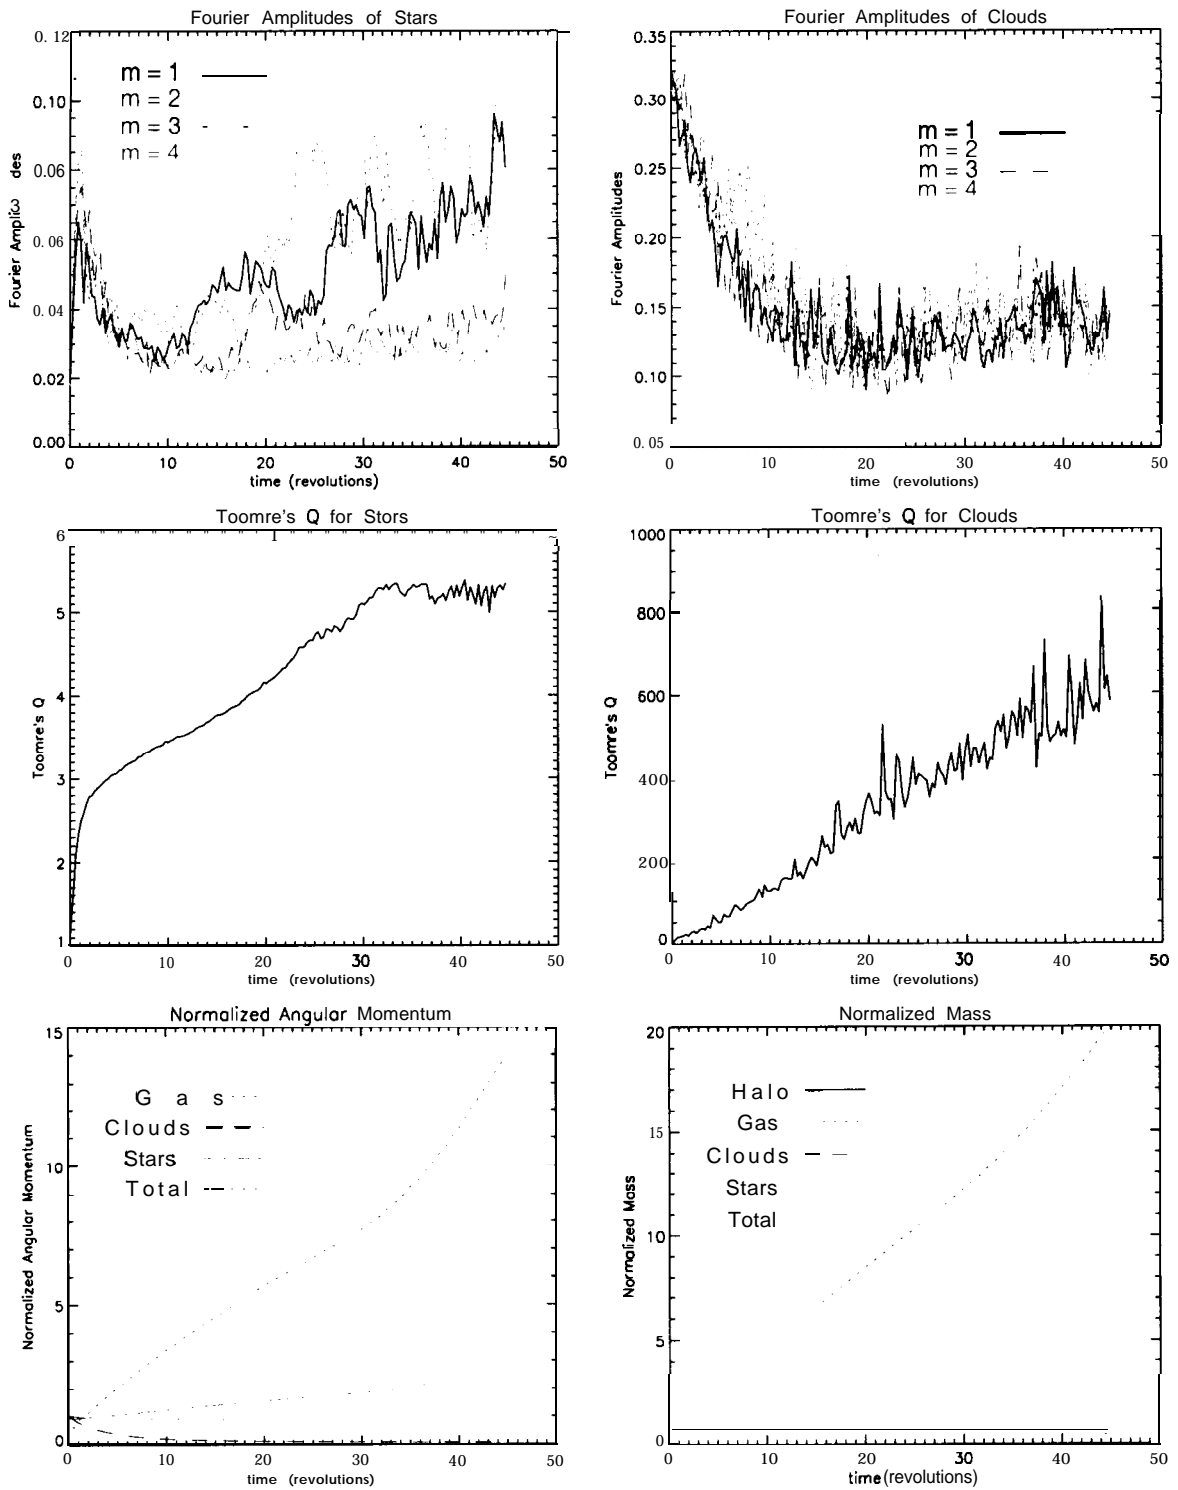 Fourier Amplitudes of Stars
0. 12
0.10
0.06
0.06
0.04
0.02
0.00
Fourier Amplitudes
m = 1
m = 2
m = 3
m = 4
0 10 20 30 40 50
time (revolutions)
Fourier Amplitudes of Clouds
0.35
0.30
0.25
0.20
0.15
0.10
0. 05
Fourier Amplitudes
m = 1
m = 2
m = 3
m = 4
0 10 20 30 40 50
time (revolutions)
Toomre's Q for Stors
6
5
4
3
2
1
Toomre's Q
0 10 20 30 40 50
time (revolutions)
Toomre's Q for Clouds
1000
800
600
400
200
0
Toomre's Q
0 10 20 30 40 50
time (revolutions)
Normalized Angular Momentum
15
10
5
0
Normalized Angular Momentum
Gas
Clouds
Stars
Total
0 10 20 30 40 50
time (revolutions)
Normalized Mass
20
15
10
5
0
Normalized Mass
Halo
Gas
Clouds
Stars
Total
0 10 20 30 40 50
time (revolutions)